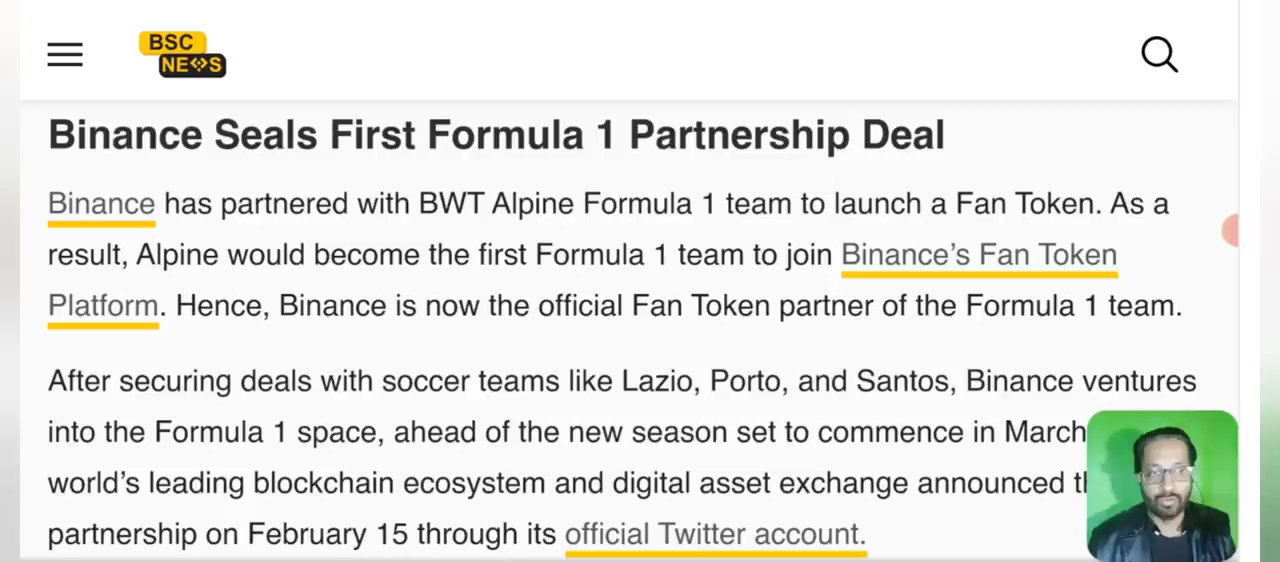 BSC
NEWS
Binance Seals First Formula 1 Partnership Deal
Binance has partnered with BWT Alpine Formula 1 team to launch a Fan Token. As a
result, Alpine would become the first Formula 1 team to join Binance's Fan Token
Platform. Hence, Binance is now the official Fan Token partner of the Formula 1 team.
After securing deals with soccer teams like Lazio, Porto, and Santos, Binance ventures
into the Formula 1 space, ahead of the new season set to commence in March
world's leading blockchain ecosystem and digital asset exchange announced
partnership on February 15 through its official Twitter account.